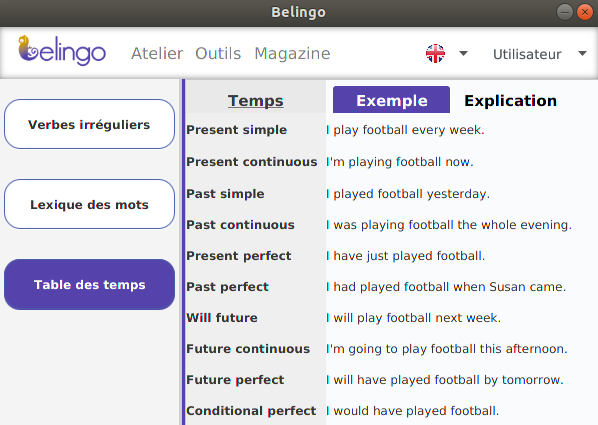 Belingo
Belingo Atelier Outils Magazine Utilisateur
Temps Exemple Explication
Verbes irréguliers
Lexique des mots
Table des temps
Present simple I play football every week.
Present continuous I'm playing football now.
Past simple I played football yesterday.
Past continuous I was playing football the whole evening.
Present perfect I have just played football.
Past perfect I had played football when Susan came.
Will future I will play football next week.
Future continuous I'm going to play football this afternoon.
Future perfect I will have played football by tomorrow.
Conditional perfect I would have played football.